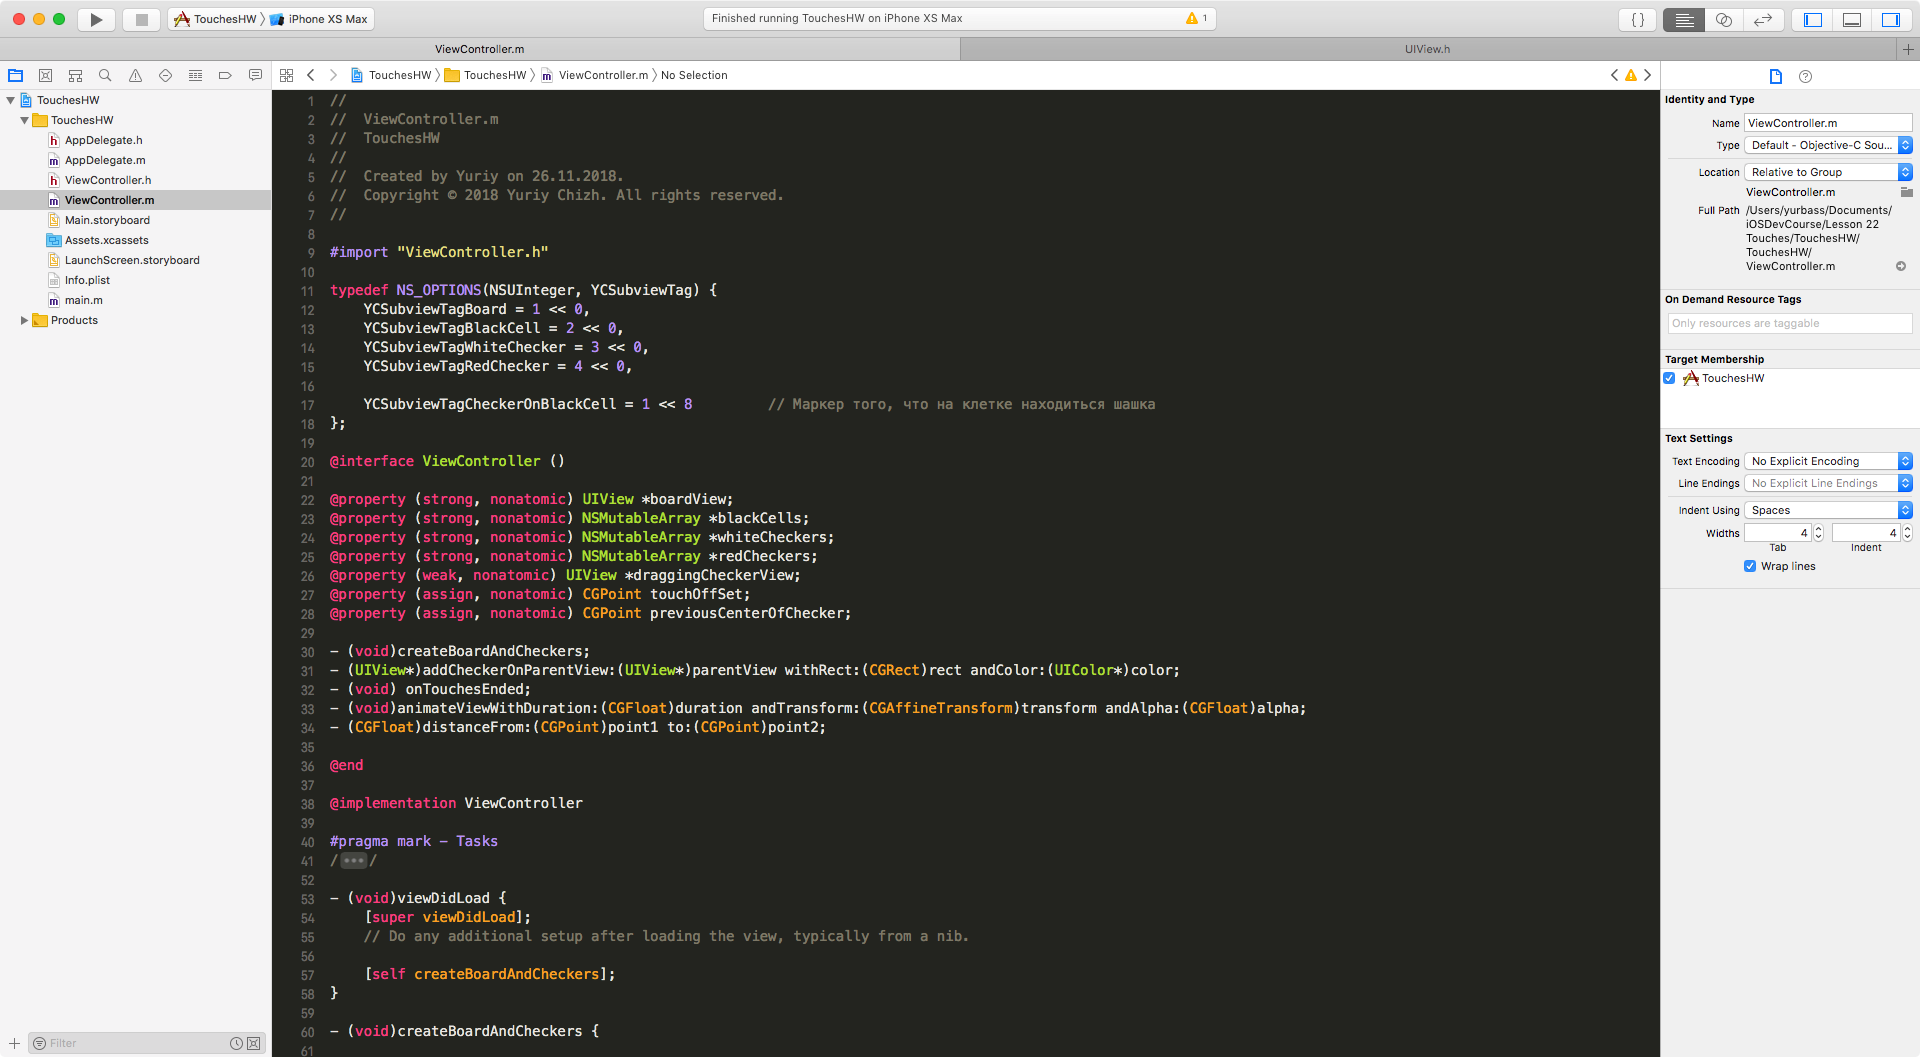 TouchesHW 〉 iPhone XS Max
Finished running TouchesHW on iPhone XS Max
1
{ }
ViewController.m
UIView.h
TouchesHW 〉 TouchesHW 〉 ViewController.m 〉 No Selection
TouchesHW
TouchesHW
AppDelegate.h
AppDelegate.m
ViewController.h
ViewController.m
Main.storyboard
Assets.xcassets
LaunchScreen.storyboard
Info.plist
main.m
Products
Filter
1 //
2 //  ViewController.m
3 //  TouchesHW
4 //
5 //  Created by Yuriy on 26.11.2018.
6 //  Copyright © 2018 Yuriy Chizh. All rights reserved.
7 //
8
9 #import "ViewController.h"
10
11 typedef NS_OPTIONS(NSUInteger, YCSubviewTag) {
12     YCSubviewTagBoard = 1 << 0,
13     YCSubviewTagBlackCell = 2 << 0,
14     YCSubviewTagWhiteChecker = 3 << 0,
15     YCSubviewTagRedChecker = 4 << 0,
16
17     YCSubviewTagCheckerOnBlackCell = 1 << 8         // Маркер того, что на клетке находиться шашка
18 };
19
20 @interface ViewController ()
21
22 @property (strong, nonatomic) UIView *boardView;
23 @property (strong, nonatomic) NSMutableArray *blackCells;
24 @property (strong, nonatomic) NSMutableArray *whiteCheckers;
25 @property (strong, nonatomic) NSMutableArray *redCheckers;
26 @property (weak, nonatomic) UIView *draggingCheckerView;
27 @property (assign, nonatomic) CGPoint touchOffSet;
28 @property (assign, nonatomic) CGPoint previousCenterOfChecker;
29
30 - (void)createBoardAndCheckers;
31 - (UIView*)addCheckerOnParentView:(UIView*)parentView withRect:(CGRect)rect andColor:(UIColor*)color;
32 - (void) onTouchesEnded;
33 - (void)animateViewWithDuration:(CGFloat)duration andTransform:(CGAffineTransform)transform andAlpha:(CGFloat)alpha;
34 - (CGFloat)distanceFrom:(CGPoint)point1 to:(CGPoint)point2;
35
36 @end
37
38 @implementation ViewController
39
40 #pragma mark - Tasks
41 /•••/
52
53 - (void)viewDidLoad {
54     [super viewDidLoad];
55     // Do any additional setup after loading the view, typically from a nib.
56
57     [self createBoardAndCheckers];
58 }
59
60 - (void)createBoardAndCheckers {
61
Identity and Type
Name ViewController.m
Type Default - Objective-C Sou...
Location Relative to Group
ViewController.m
Full Path /Users/yurbass/Documents/
iOSDevCourse/Lesson 22
Touches/TouchesHW/
TouchesHW/
ViewController.m
On Demand Resource Tags
Only resources are taggable
Target Membership
TouchesHW
Text Settings
Text Encoding No Explicit Encoding
Line Endings No Explicit Line Endings
Indent Using Spaces
Widths 4 4
Tab Indent
Wrap lines